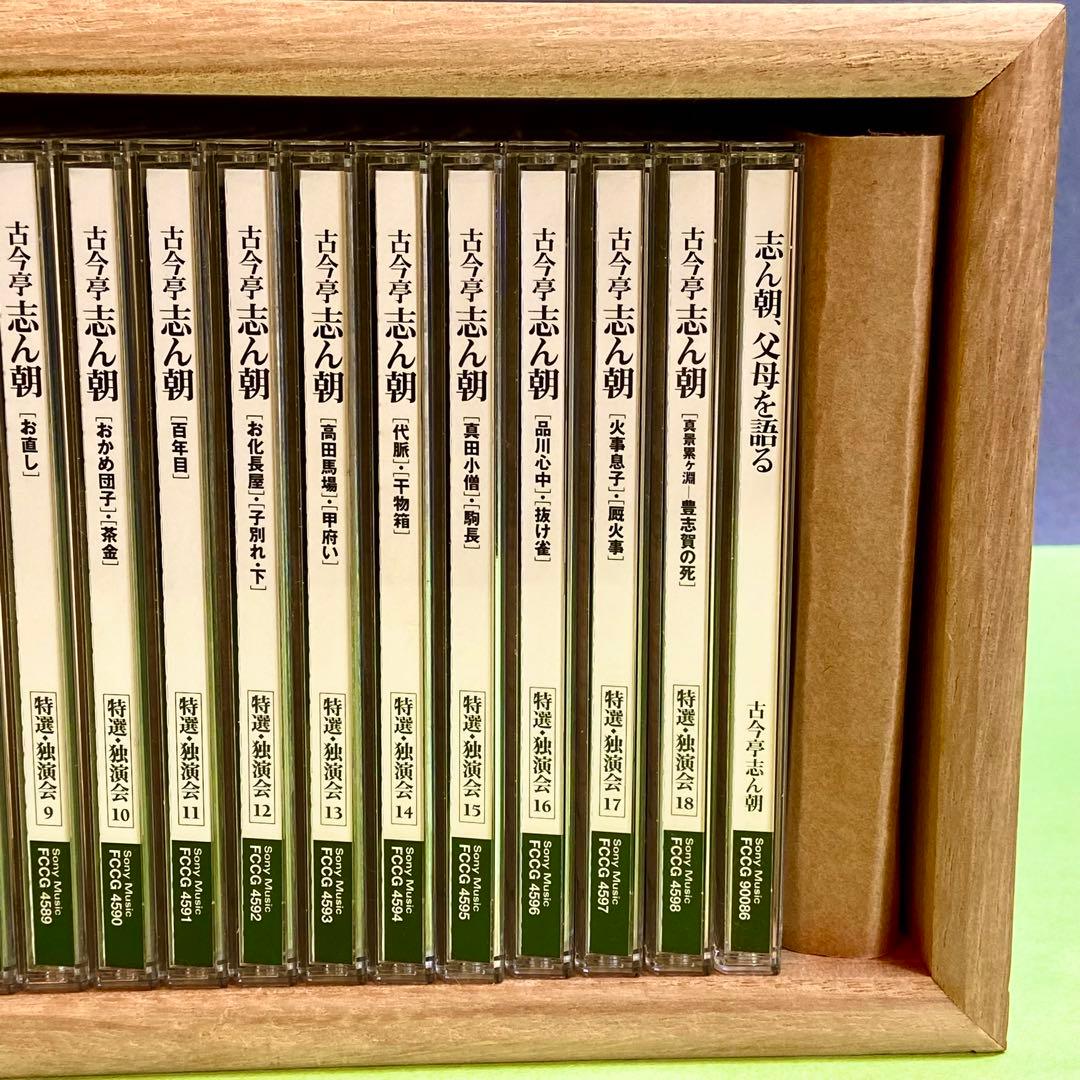 古今亭 志ん朝 [お直し] 特選・独演会 9
Sony Music
FCCG 4589
古今亭 志ん朝 [おかめ団子]・[茶金] 特選・独演会 10
Sony Music
FCCG 4590
古今亭 志ん朝 [百年目] 特選・独演会 11
Sony Music
FCCG 4591
古今亭 志ん朝 [お化長屋]・[子別れ・下] 特選・独演会 12
Sony Music
FCCG 4592
古今亭 志ん朝 [高田馬場]・[甲府い] 特選・独演会 13
Sony Music
FCCG 4593
古今亭 志ん朝 [代脈]・[干物箱] 特選・独演会 14
Sony Music
FCCG 4594
古今亭 志ん朝 [真田小僧]・[駒長] 特選・独演会 15
Sony Music
FCCG 4595
古今亭 志ん朝 [品川心中]・[抜け雀] 特選・独演会 16
Sony Music
FCCG 4596
古今亭 志ん朝 [火事息子]・[厩火事] 特選・独演会 17
Sony Music
FCCG 4597
古今亭 志ん朝 [真景累ヶ淵―豊志賀の死] 特選・独演会 18
Sony Music
FCCG 4598
志ん朝、父母を語る 古今亭志ん朝
Sony Music
FCCG 90086